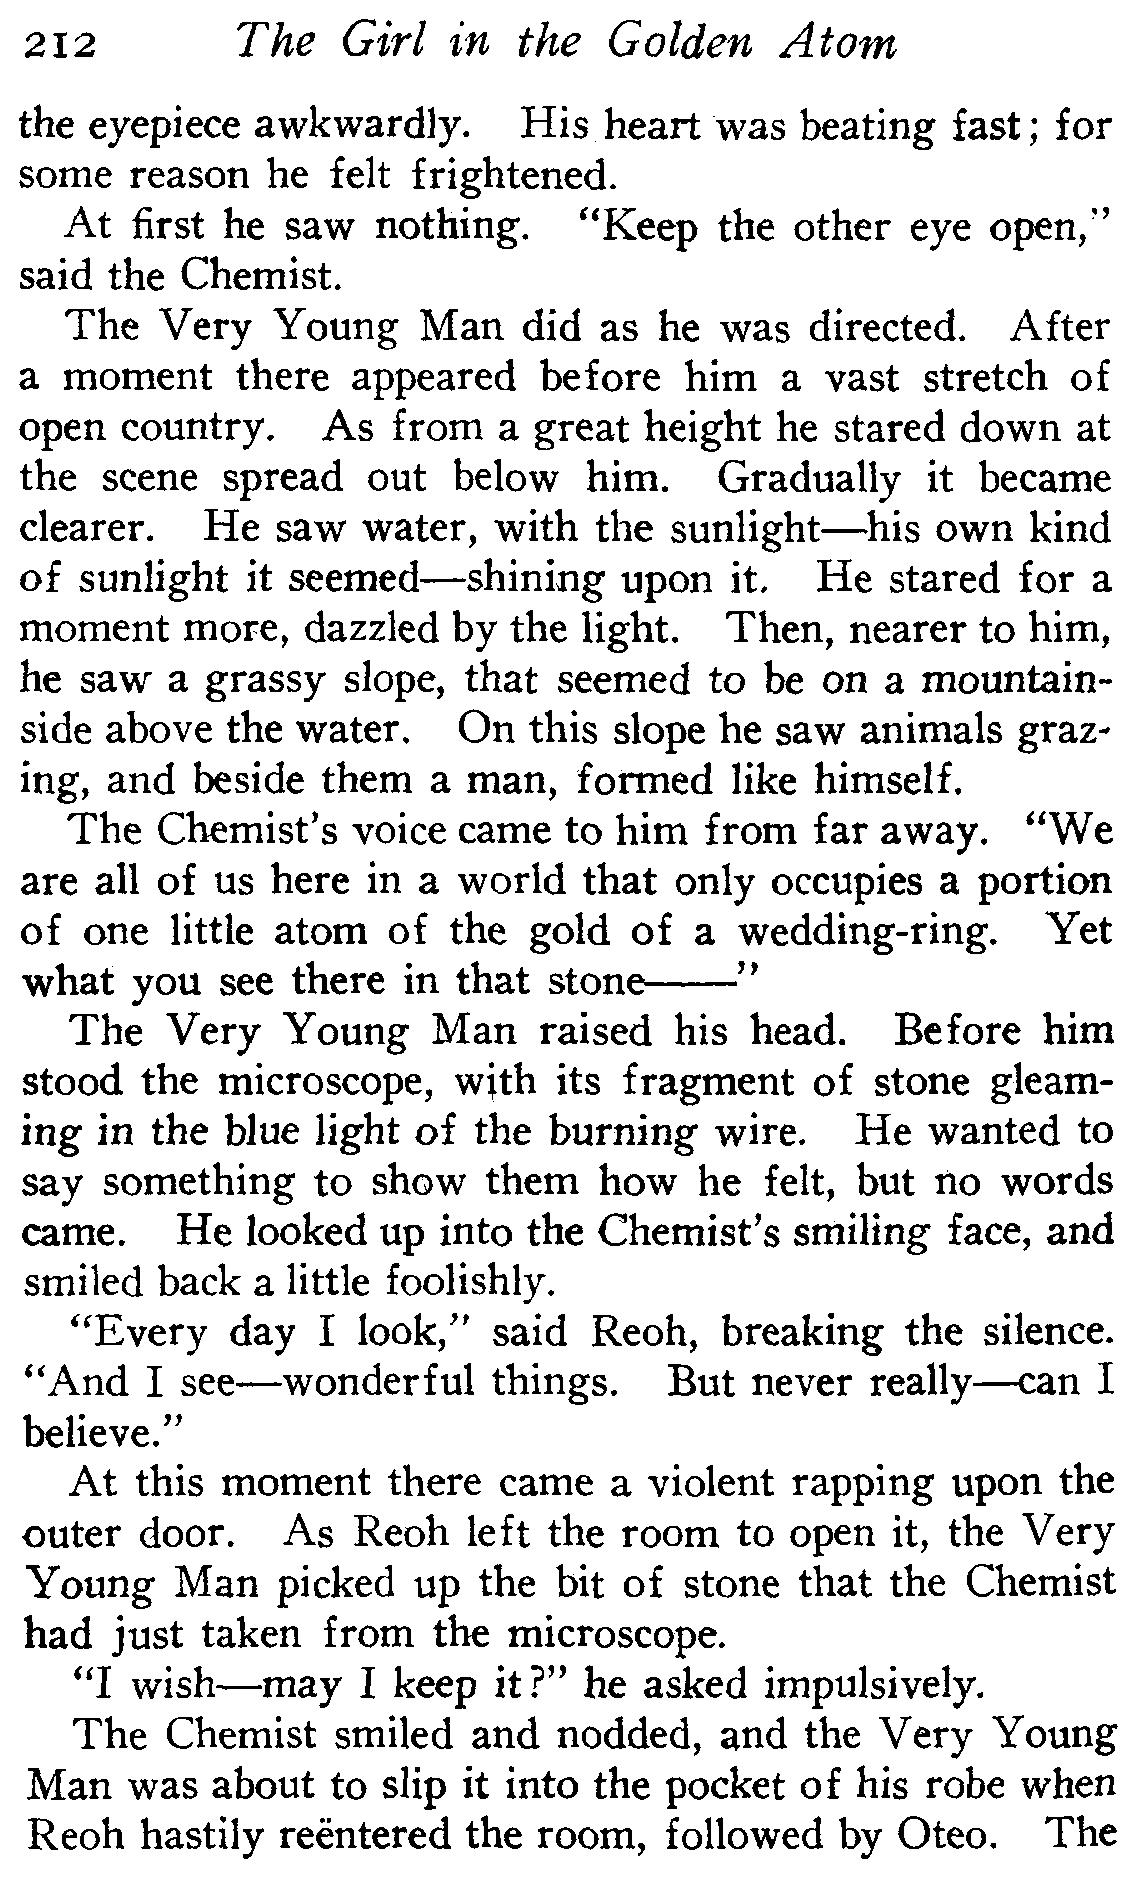 212 The Girl in the Golden Atom
the eyepiece awkwardly. His heart was beating fast; for
some reason he felt frightened.
At first he saw nothing. “Keep the other eye open,”
said the Chemist.
The Very Young Man did as he was directed. After
a moment there appeared before him a vast stretch of
open country. As from a great height he stared down at
the scene spread out below him. Gradually it became
clearer. He saw water, with the sunlight—his own kind
of sunlight it seemed—shining upon it. He stared for a
moment more, dazzled by the light. Then, nearer to him,
he saw a grassy slope, that seemed to be on a mountain-
side above the water. On this slope he saw animals graz-
ing, and beside them a man, formed like himself.
The Chemist's voice came to him from far away. “We
are all of us here in a world that only occupies a portion
of one little atom of the gold of a wedding-ring. Yet
what you see there in that stone——”
The Very Young Man raised his head. Before him
stood the microscope, with its fragment of stone gleam-
ing in the blue light of the burning wire. He wanted to
say something to show them how he felt, but no words
came. He looked up into the Chemist's smiling face, and
smiled back a little foolishly.
“Every day I look,” said Reoh, breaking the silence.
“And I see—wonderful things. But never really—can I
believe.”
At this moment there came a violent rapping upon the
outer door. As Reoh left the room to open it, the Very
Young Man picked up the bit of stone that the Chemist
had just taken from the microscope.
“I wish—may I keep it?” he asked impulsively.
The Chemist smiled and nodded, and the Very Young
Man was about to slip it into the pocket of his robe when
Reoh hastily reëntered the room, followed by Oteo. The